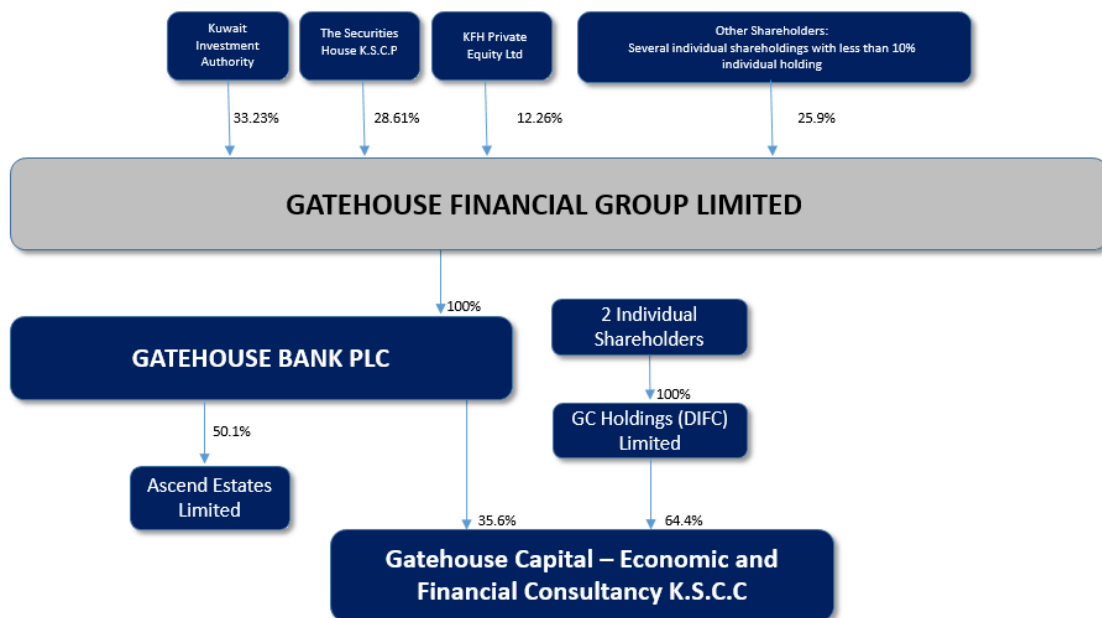 Kuwait
Investment
Authority
The Securities
House K.S.C.P
KFH Private
Equity Ltd
Other Shareholders:
Several individual shareholdings with less than 10%
individual holding
33.23%
28.61%
12.26%
25.9%
GATEHOUSE FINANCIAL GROUP LIMITED
100%
GATEHOUSE BANK PLC
2 Individual
Shareholders
100%
GC Holdings (DIFC)
Limited
50.1%
Ascend Estates
Limited
35.6%
64.4%
Gatehouse Capital – Economic and
Financial Consultancy K.S.C.C